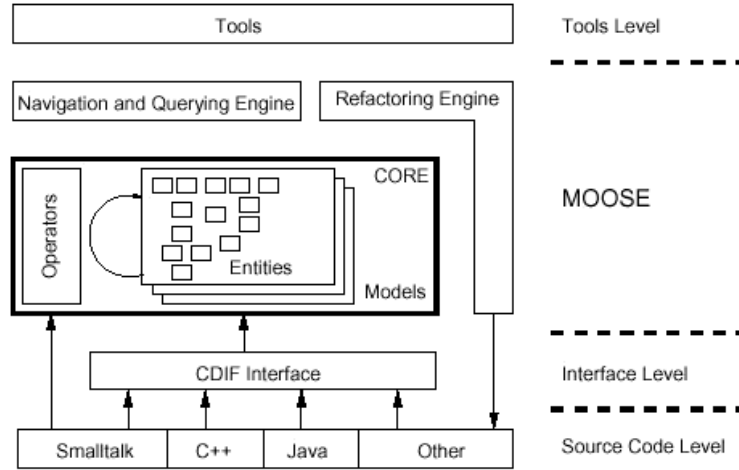 Tools
Tools Level
Navigation and Querying Engine
Refactoring Engine
CORE
MOOSE
Operators
Entities
Models
CDIF Interface
Interface Level
Smalltalk
C++
Java
Other
Source Code Level